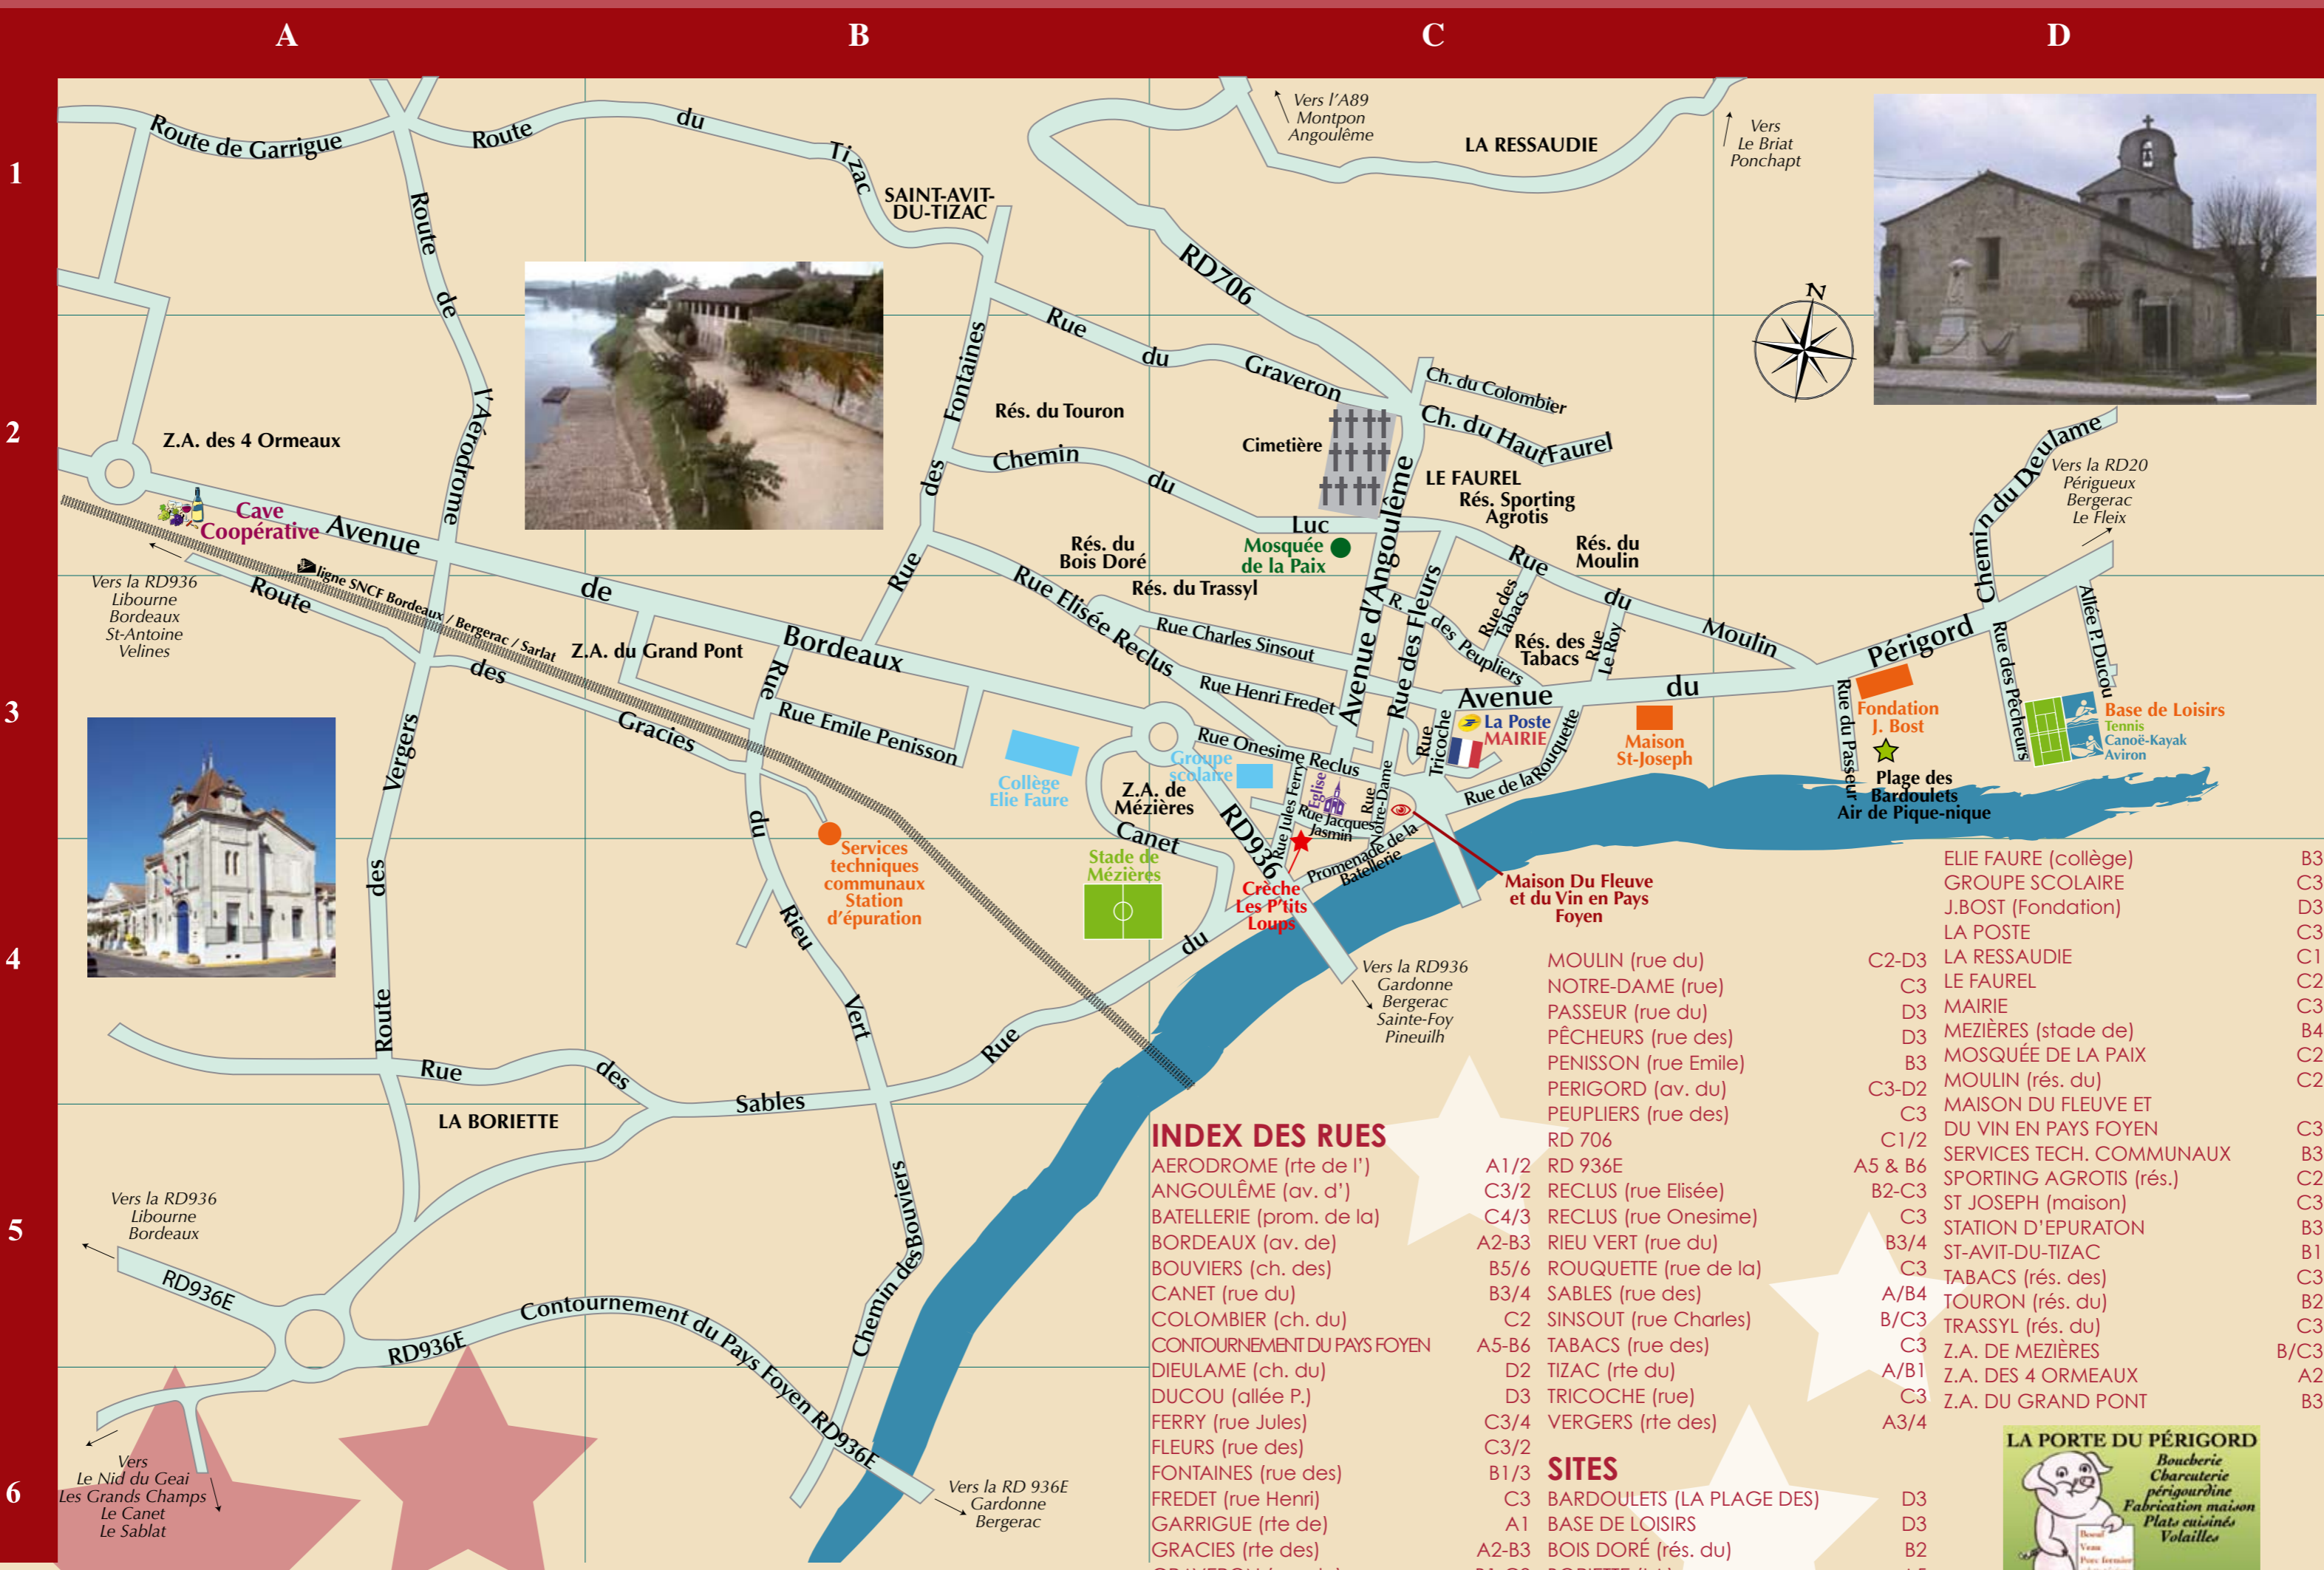 A
B
C
D
1
2
3
4
5
6
Route de Garrigue
Route
du
Tizac
SAINT-AVIT-
DU-TIZAC
Vers l'A89
Montpon
Angoulême
LA RESSAUDIE
Vers
Le Briat
Ponchapt
Route
de
l'Aérodrome
RD706
N
Rue
du
Graveron
Rue
des
Fontaines
Ch. du Colombier
Ch. du Haut Faurel
Rés. du Touron
Cimetière
Chemin
du
Luc
LE FAUREL
Rés. Sporting
Agrotis
Z.A. des 4 Ormeaux
Cave
Coopérative
Avenue
de
Bordeaux
Chemin du Deulame
Vers la RD20
Périgueux
Bergerac
Le Fleix
Rés. du
Bois Doré
Mosquée
de la Paix
Rés. du
Moulin
Rue
du
Moulin
Vers la RD936
Libourne
Bordeaux
St-Antoine
Velines
Route
des
Gracies
ligne SNCF Bordeaux / Bergerac / Sarlat
Z.A. du Grand Pont
Rés. du Trassyl
Rue Elisée Reclus
Rue Charles Sinsout
Rue Henri Fredet
Avenue d'Angoulême
Rue des Fleurs
R.
des
Peupliers
Rue des
Tabacs
Rés. des
Tabacs
Rue
Le Roy
Avenue
du
Périgord
Allée P. Ducou
Rue des Pêcheurs
Rue du Passeur
Fondation
J. Bost
Base de Loisirs
Tennis
Canoë-Kayak
Aviron
Plage des
Bardoulets
Air de Pique-nique
Maison
St-Joseph
La Poste
MAIRIE
Rue
Tricoche
Rue de la Rouquette
Rue Onesime Reclus
Groupe
scolaire
Rue Jules Ferry
Eglise
Rue
Notre-Dame
Rue Jacques
Jasmin
Promenade de la
Batellerie
RD936
Rue Emile Penisson
Collège
Elie Faure
Z.A. de
Mézières
Canet
du
Rue
Rue
du
Rieu
Vert
Route
des
Vergers
Services
techniques
communaux
Station
d'épuration
Stade de
Mézières
Crèche
Les P'tits
Loups
Maison Du Fleuve
et du Vin en Pays
Foyen
Vers la RD936
Gardonne
Bergerac
Sainte-Foy
Pineuilh
Rue
des
Sables
LA BORIETTE
Chemin des Bouviers
Vers la RD936
Libourne
Bordeaux
RD936E
RD936E
Contournement du Pays Foyen RD936E
Vers
Le Nid du Geai
Les Grands Champs
Le Canet
Le Sablat
Vers la RD 936E
Gardonne
Bergerac
INDEX DES RUES
AERODROME (rte de l') A1/2
ANGOULÊME (av. d') C3/2
BATELLERIE (prom. de la) C4/3
BORDEAUX (av. de) A2-B3
BOUVIERS (ch. des) B5/6
CANET (rue du) B3/4
COLOMBIER (ch. du) C2
CONTOURNEMENT DU PAYS FOYEN A5-B6
DIEULAME (ch. du) D2
DUCOU (allée P.) D3
FERRY (rue Jules) C3/4
FLEURS (rue des) C3/2
FONTAINES (rue des) B1/3
FREDET (rue Henri) C3
GARRIGUE (rte de) A1
GRACIES (rte des) A2-B3
MOULIN (rue du) C2-D3
NOTRE-DAME (rue) C3
PASSEUR (rue du) D3
PÊCHEURS (rue des) D3
PENISSON (rue Emile) B3
PERIGORD (av. du) C3-D2
PEUPLIERS (rue des) C3
RD 706 C1/2
RD 936E A5 & B6
RECLUS (rue Elisée) B2-C3
RECLUS (rue Onesime) C3
RIEU VERT (rue du) B3/4
ROUQUETTE (rue de la) C3
SABLES (rue des) A/B4
SINSOUT (rue Charles) B/C3
TABACS (rue des) C3
TIZAC (rte du) A/B1
TRICOCHE (rue) C3
VERGERS (rte des) A3/4
SITES
BARDOULETS (LA PLAGE DES) D3
BASE DE LOISIRS D3
BOIS DORÉ (rés. du) B2
ELIE FAURE (collège) B3
GROUPE SCOLAIRE C3
J.BOST (Fondation) D3
LA POSTE C3
LA RESSAUDIE C1
LE FAUREL C2
MAIRIE C3
MEZIÈRES (stade de) B4
MOSQUÉE DE LA PAIX C2
MOULIN (rés. du) C2
MAISON DU FLEUVE ET
DU VIN EN PAYS FOYEN C3
SERVICES TECH. COMMUNAUX B3
SPORTING AGROTIS (rés.) C2
ST JOSEPH (maison) C3
STATION D'EPURATON B3
ST-AVIT-DU-TIZAC B1
TABACS (rés. des) C3
TOURON (rés. du) B2
TRASSYL (rés. du) C3
Z.A. DE MEZIÈRES B/C3
Z.A. DES 4 ORMEAUX A2
Z.A. DU GRAND PONT B3
LA PORTE DU PÉRIGORD
Boucherie
Charcuterie
périgourdine
Fabrication maison
Plats cuisinés
Volailles
Boeuf
Veau
Porc fermier